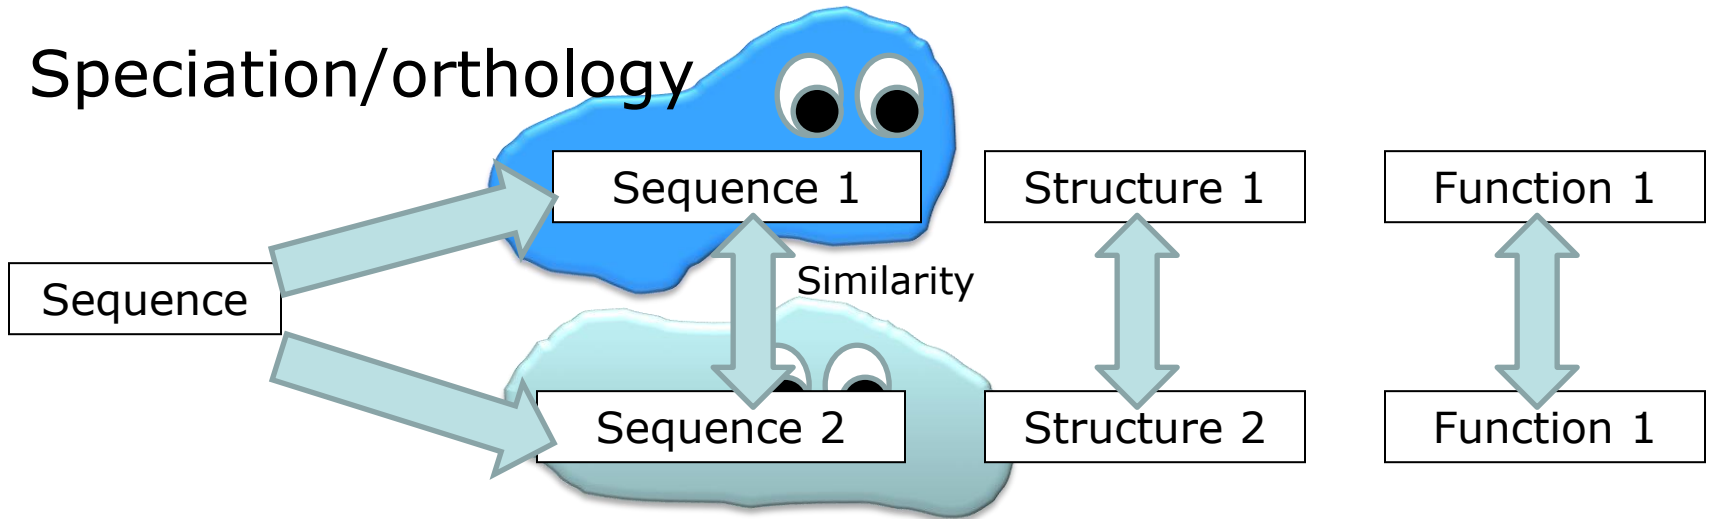 Speciation/orthology
Sequence 1
Structure 1
Function 1
Sequence
Similarity
Sequence 2
Structure 2
Function 1